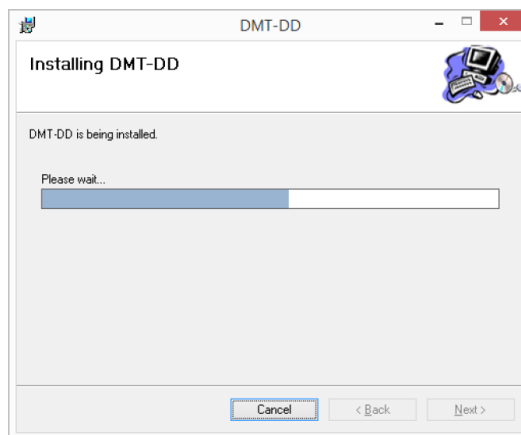 DMT-DD
Installing DMT-DD
DMT-DD is being installed.
Please wait...
Cancel
< Back
Next >